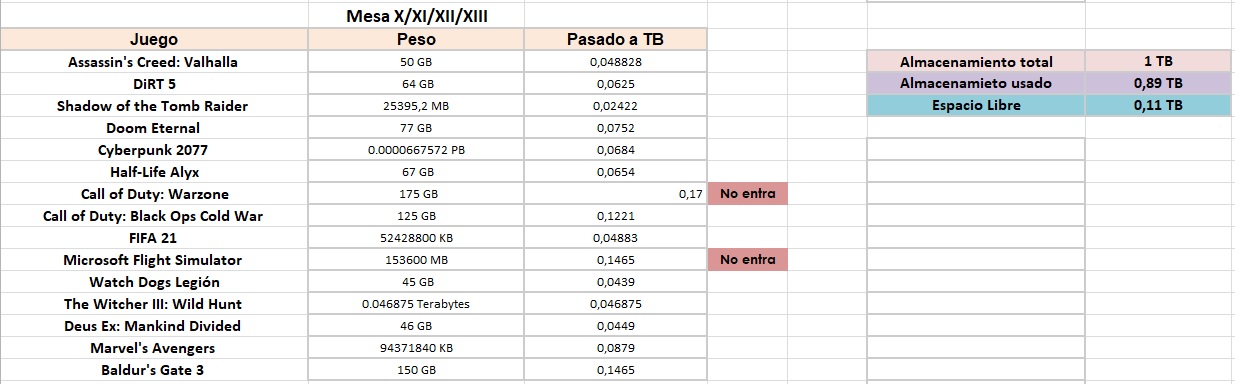 Mesa X/XI/XII/XIII
Juego Peso Pasado a TB
Assassin's Creed: Valhalla 50 GB 0,048828 Almacenamiento total 1 TB
DiRT 5 64 GB 0,0625 Almacenamieto usado 0,89 TB
Shadow of the Tomb Raider 25395,2 MB 0,02422 Espacio Libre 0,11 TB
Doom Eternal 77 GB 0,0752
Cyberpunk 2077 0.0000667572 PB 0,0684
Half-Life Alyx 67 GB 0,0654
Call of Duty: Warzone 175 GB 0,17 No entra
Call of Duty: Black Ops Cold War 125 GB 0,1221
FIFA 21 52428800 KB 0,04883
Microsoft Flight Simulator 153600 MB 0,1465 No entra
Watch Dogs Legión 45 GB 0,0439
The Witcher III: Wild Hunt 0.046875 Terabytes 0,046875
Deus Ex: Mankind Divided 46 GB 0,0449
Marvel's Avengers 94371840 KB 0,0879
Baldur's Gate 3 150 GB 0,1465